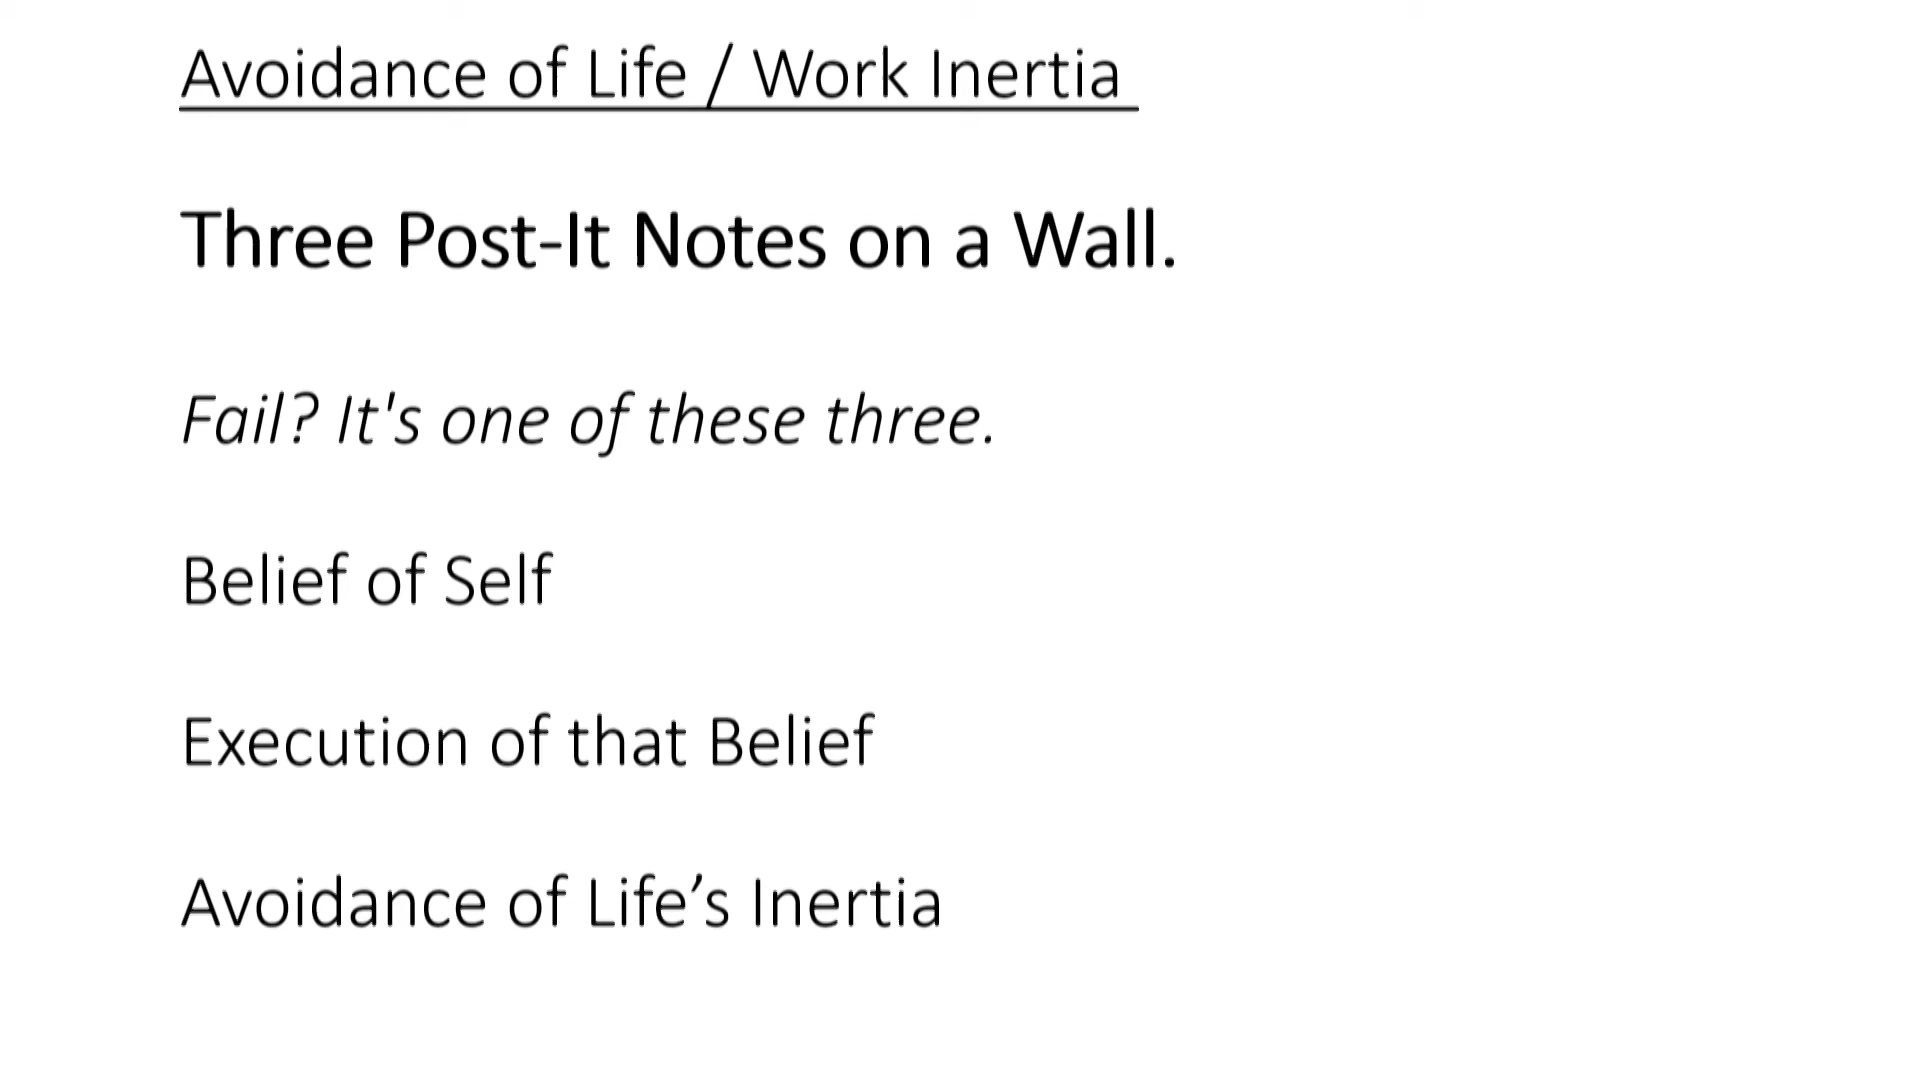 Avoidance of Life / Work Inertia
Three Post-It Notes on a Wall.
Fail? It's one of these three.
Belief of Self
Execution of that Belief
Avoidance of Life’s Inertia